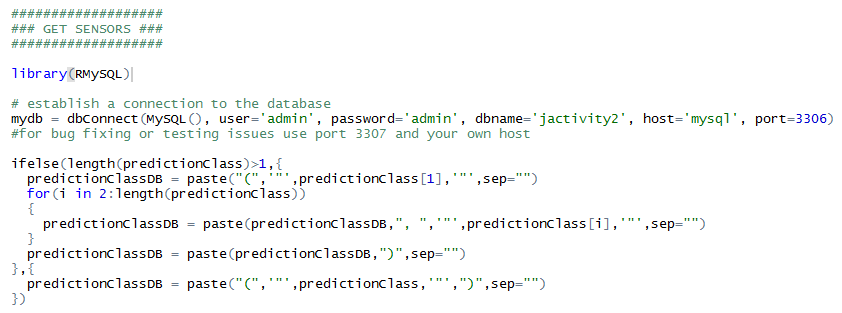 ###################
### GET SENSORS ###
###################
library(RMySQL)
# establish a connection to the database
mydb = dbConnect(MySQL(), user='admin', password='admin', dbname='jactivity2', host='mysql', port=3306)
#for bug fixing or testing issues use port 3307 and your own host
ifelse(length(predictionClass)>1,{
  predictionClassDB = paste("(",'"',predictionClass[1],'"',sep="")
  for(i in 2:length(predictionClass))
  {
    predictionClassDB = paste(predictionClassDB,", ",'"',predictionClass[i],'"',sep="")
  }
  predictionClassDB = paste(predictionClassDB,")",sep="")
},{
  predictionClassDB = paste("(",'"',predictionClass,'"',")",sep="")
})